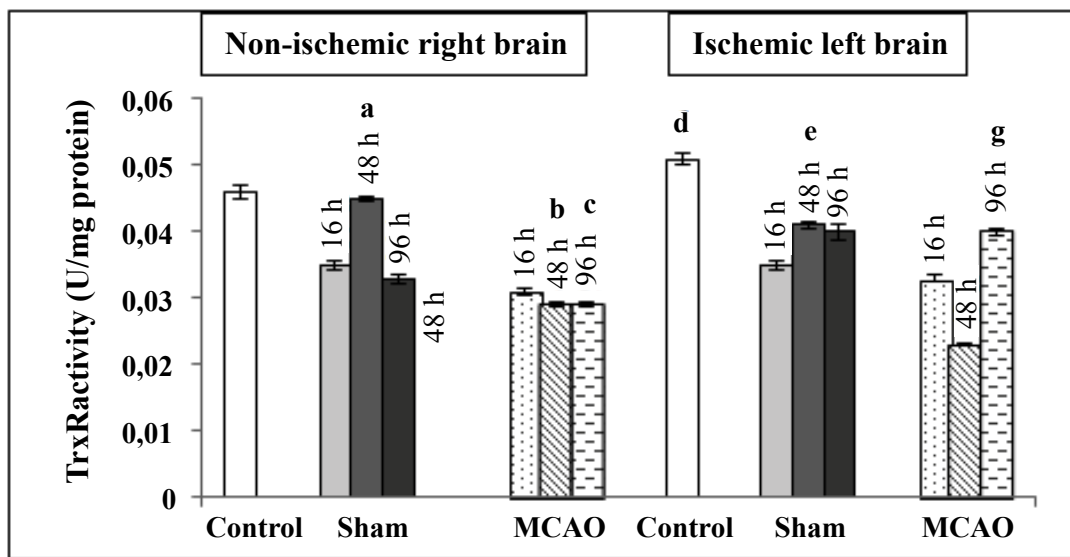 Non-ischemic right brain
Ischemic left brain
TrxRactivity (U/mg protein)
0,06
0,05
0,04
0,03
0,02
0,01
0
a
b
c
d
e
g
16 h
48 h
96 h
48 h
16 h
48 h
96 h
16 h
48 h
96 h
16 h
48 h
96 h
Control
Sham
MCAO
Control
Sham
MCAO